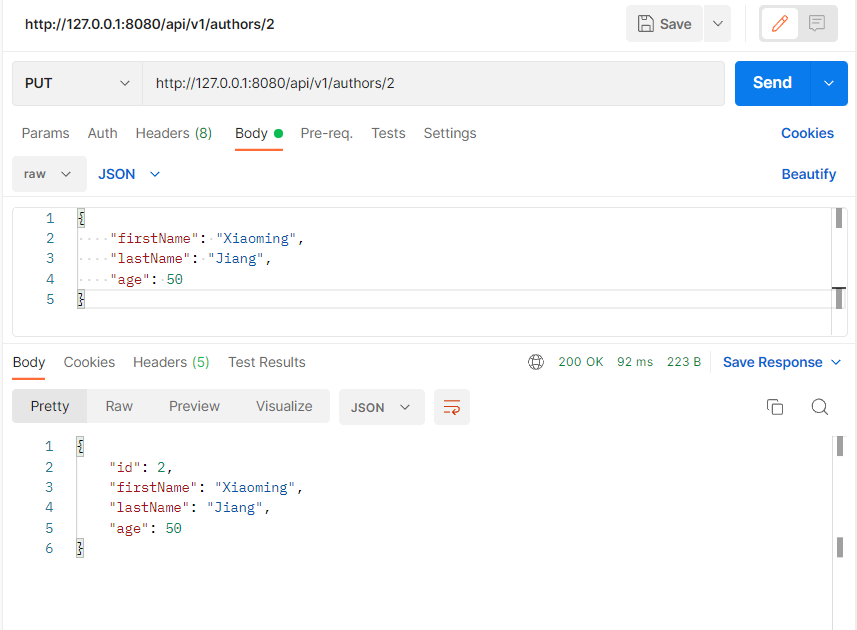 http://127.0.0.1:8080/api/v1/authors/2 Save
PUT http://127.0.0.1:8080/api/v1/authors/2 Send
Params Auth Headers (8) Body Pre-req. Tests Settings Cookies
raw JSON Beautify
1 {
2 "firstName": "Xiaoming",
3 "lastName": "Jiang",
4 "age": 50
5 }
Body Cookies Headers (5) Test Results 200 OK 92 ms 223 B Save Response
Pretty Raw Preview Visualize JSON
1 {
2 "id": 2,
3 "firstName": "Xiaoming",
4 "lastName": "Jiang",
5 "age": 50
6 }